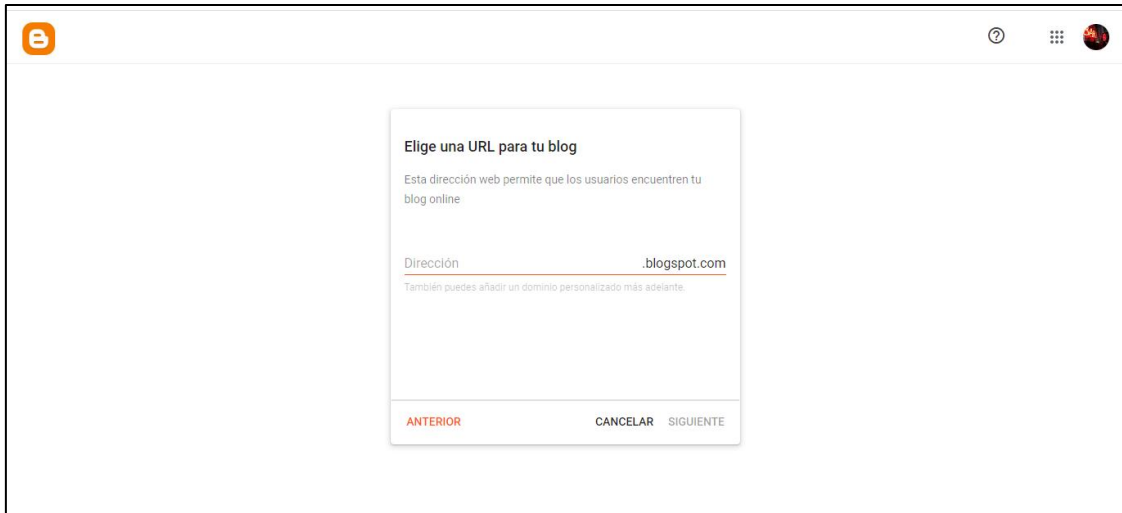 Elige una URL para tu blog
Esta dirección web permite que los usuarios encuentren tu
blog online
Dirección .blogspot.com
También puedes añadir un dominio personalizado más adelante.
ANTERIOR CANCELAR SIGUIENTE